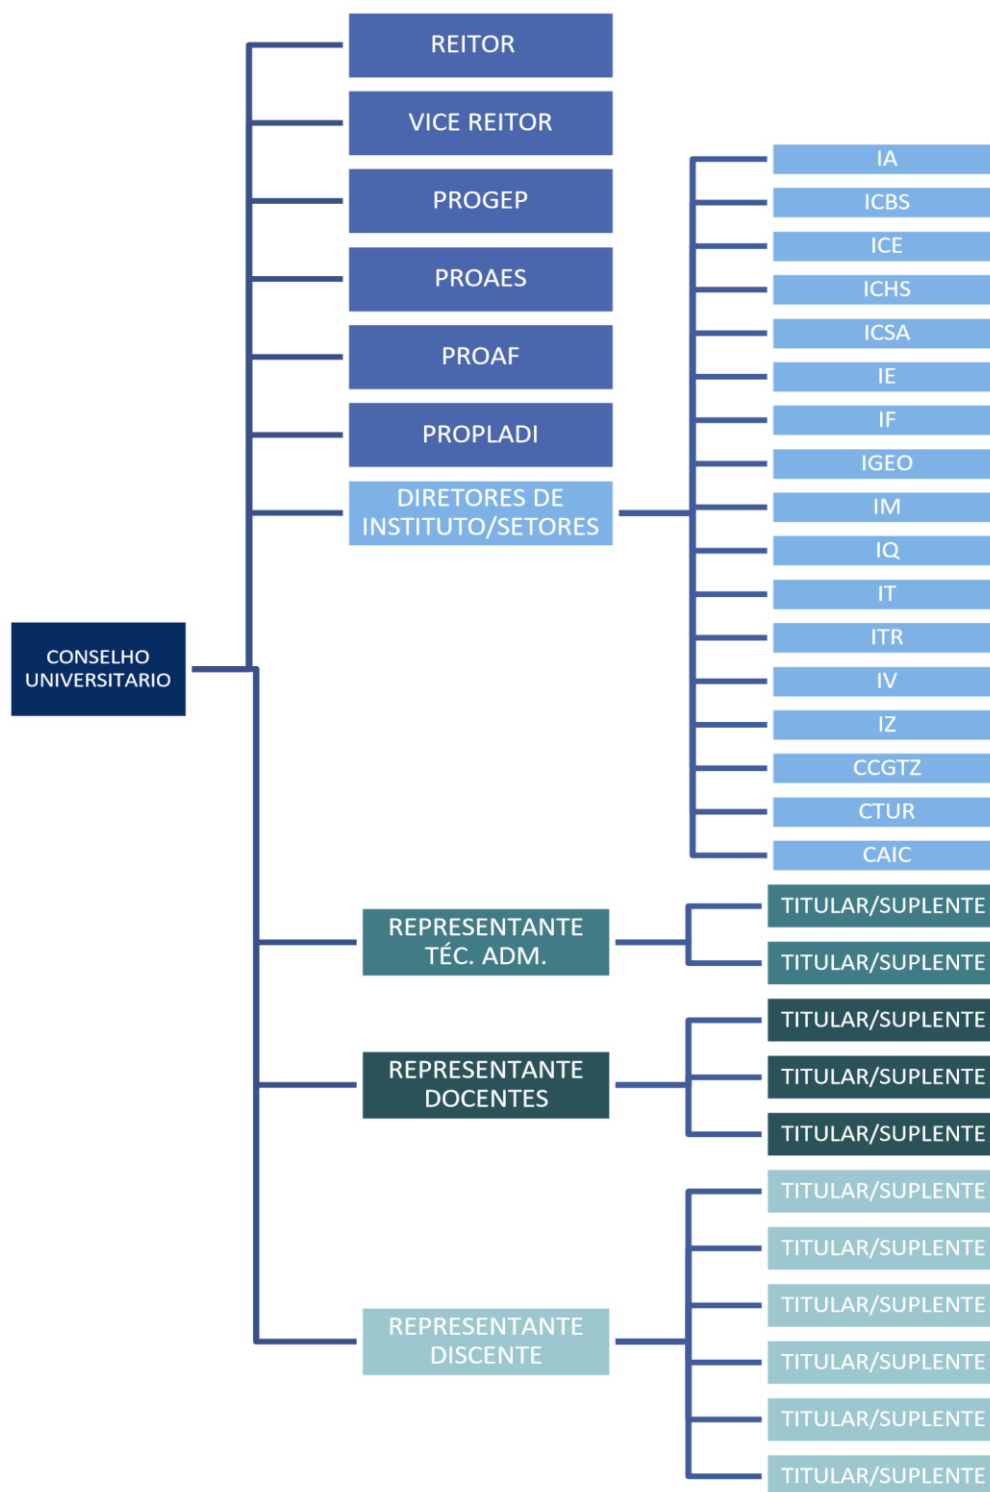 REITOR
VICE REITOR
PROGEP
PROAES
PROAF
PROPLADI
DIRETORES DE
INSTITUTO/SETORES
IA
ICBS
ICE
ICHS
ICSA
IE
IF
IGEO
IM
IQ
IT
ITR
IV
IZ
CCGTZ
CTUR
CAIC
CONSELHO
UNIVERSITARIO
REPRESENTANTE
TÉC. ADM.
TITULAR/SUPLENTE
TITULAR/SUPLENTE
REPRESENTANTE
DOCENTES
TITULAR/SUPLENTE
TITULAR/SUPLENTE
TITULAR/SUPLENTE
REPRESENTANTE
DISCENTE
TITULAR/SUPLENTE
TITULAR/SUPLENTE
TITULAR/SUPLENTE
TITULAR/SUPLENTE
TITULAR/SUPLENTE
TITULAR/SUPLENTE